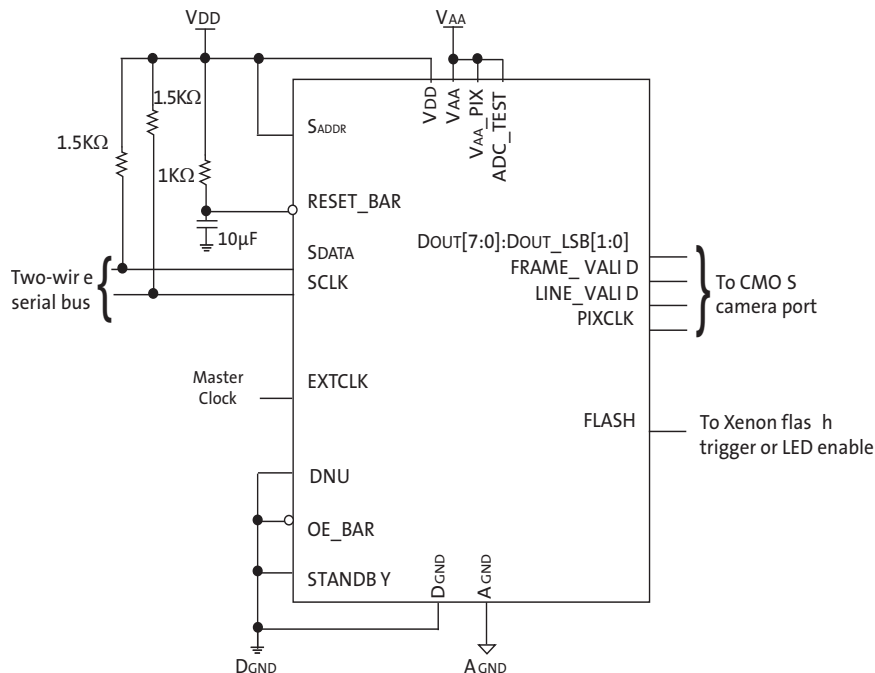 VDD
VAA
1.5KΩ
1.5KΩ
1KΩ
10µF
VDD
VAA
VAA_PIX
ADC_TEST
SADDR
RESET_BAR
SDATA
SCLK
Two-wir e
serial bus
DOUT[7:0]:DOUT_LSB[1:0]
FRAME_ VALI D
LINE_VALI D
PIXCLK
To CMO S
camera port
Master
Clock
EXTCLK
FLASH
To Xenon flas h
trigger or LED enable
DNU
OE_BAR
STANDB Y
DGND
AGND
DGND
AGND